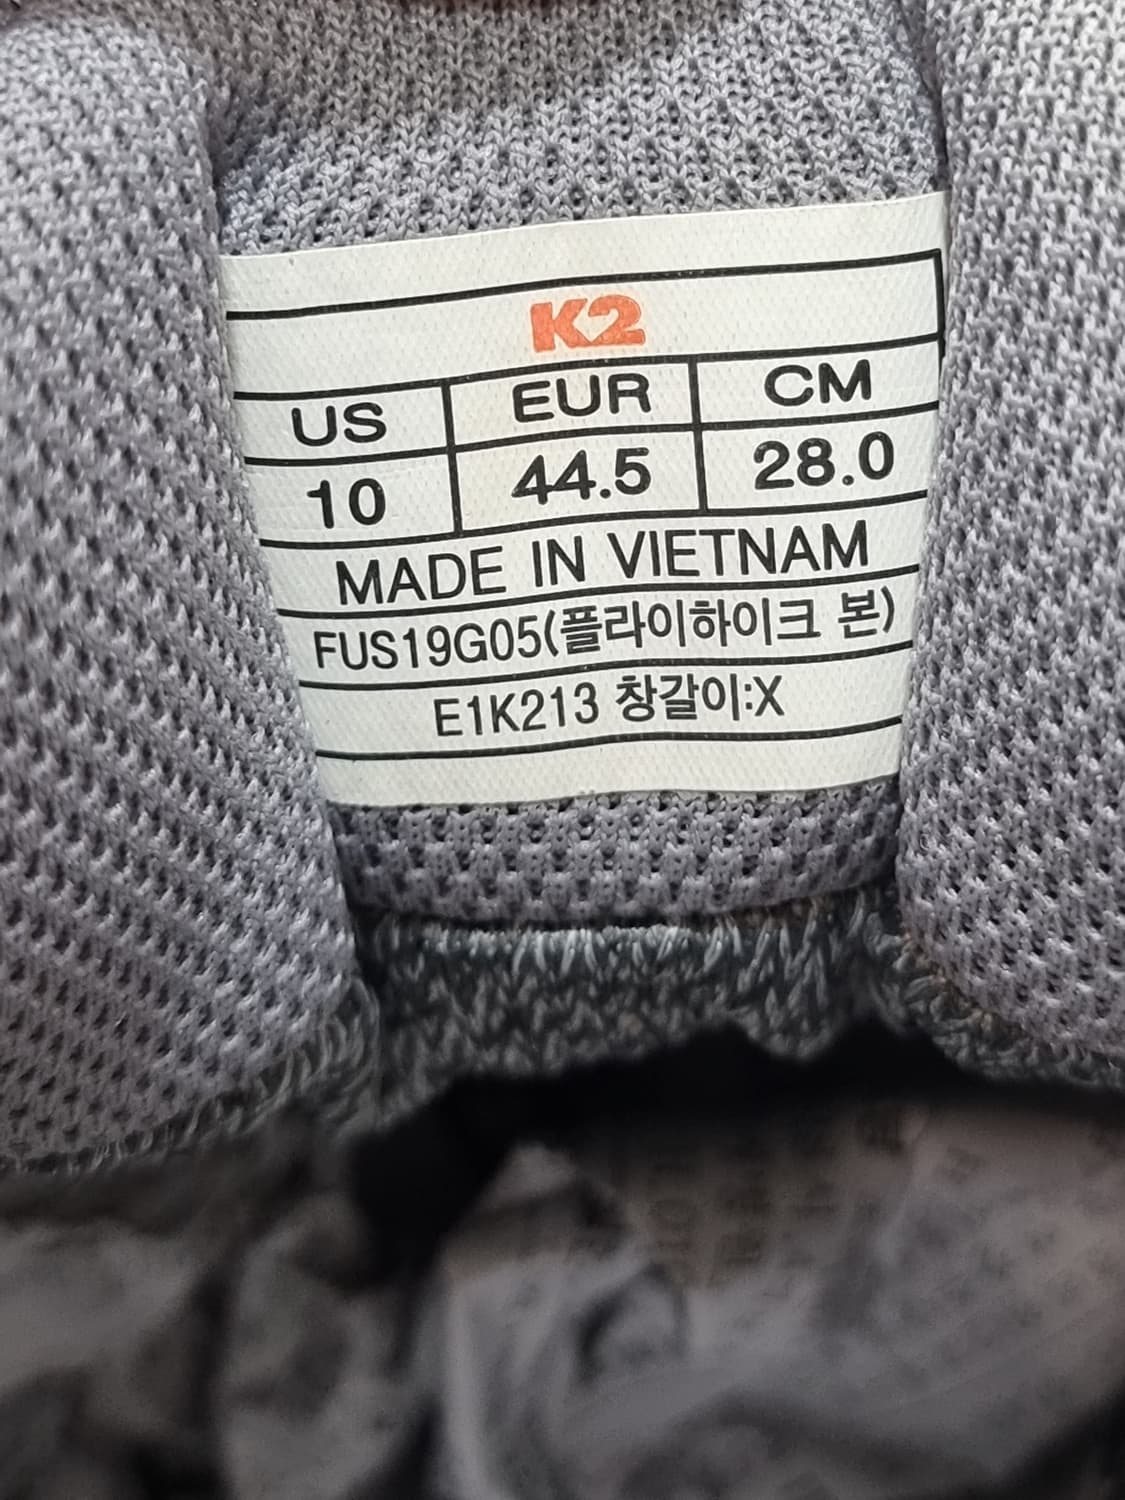 K2
US EUR CM
10 44.5 28.0
MADE IN VIETNAM
FUS19G05(플라이하이크 본)
E1K213 창갈이:X